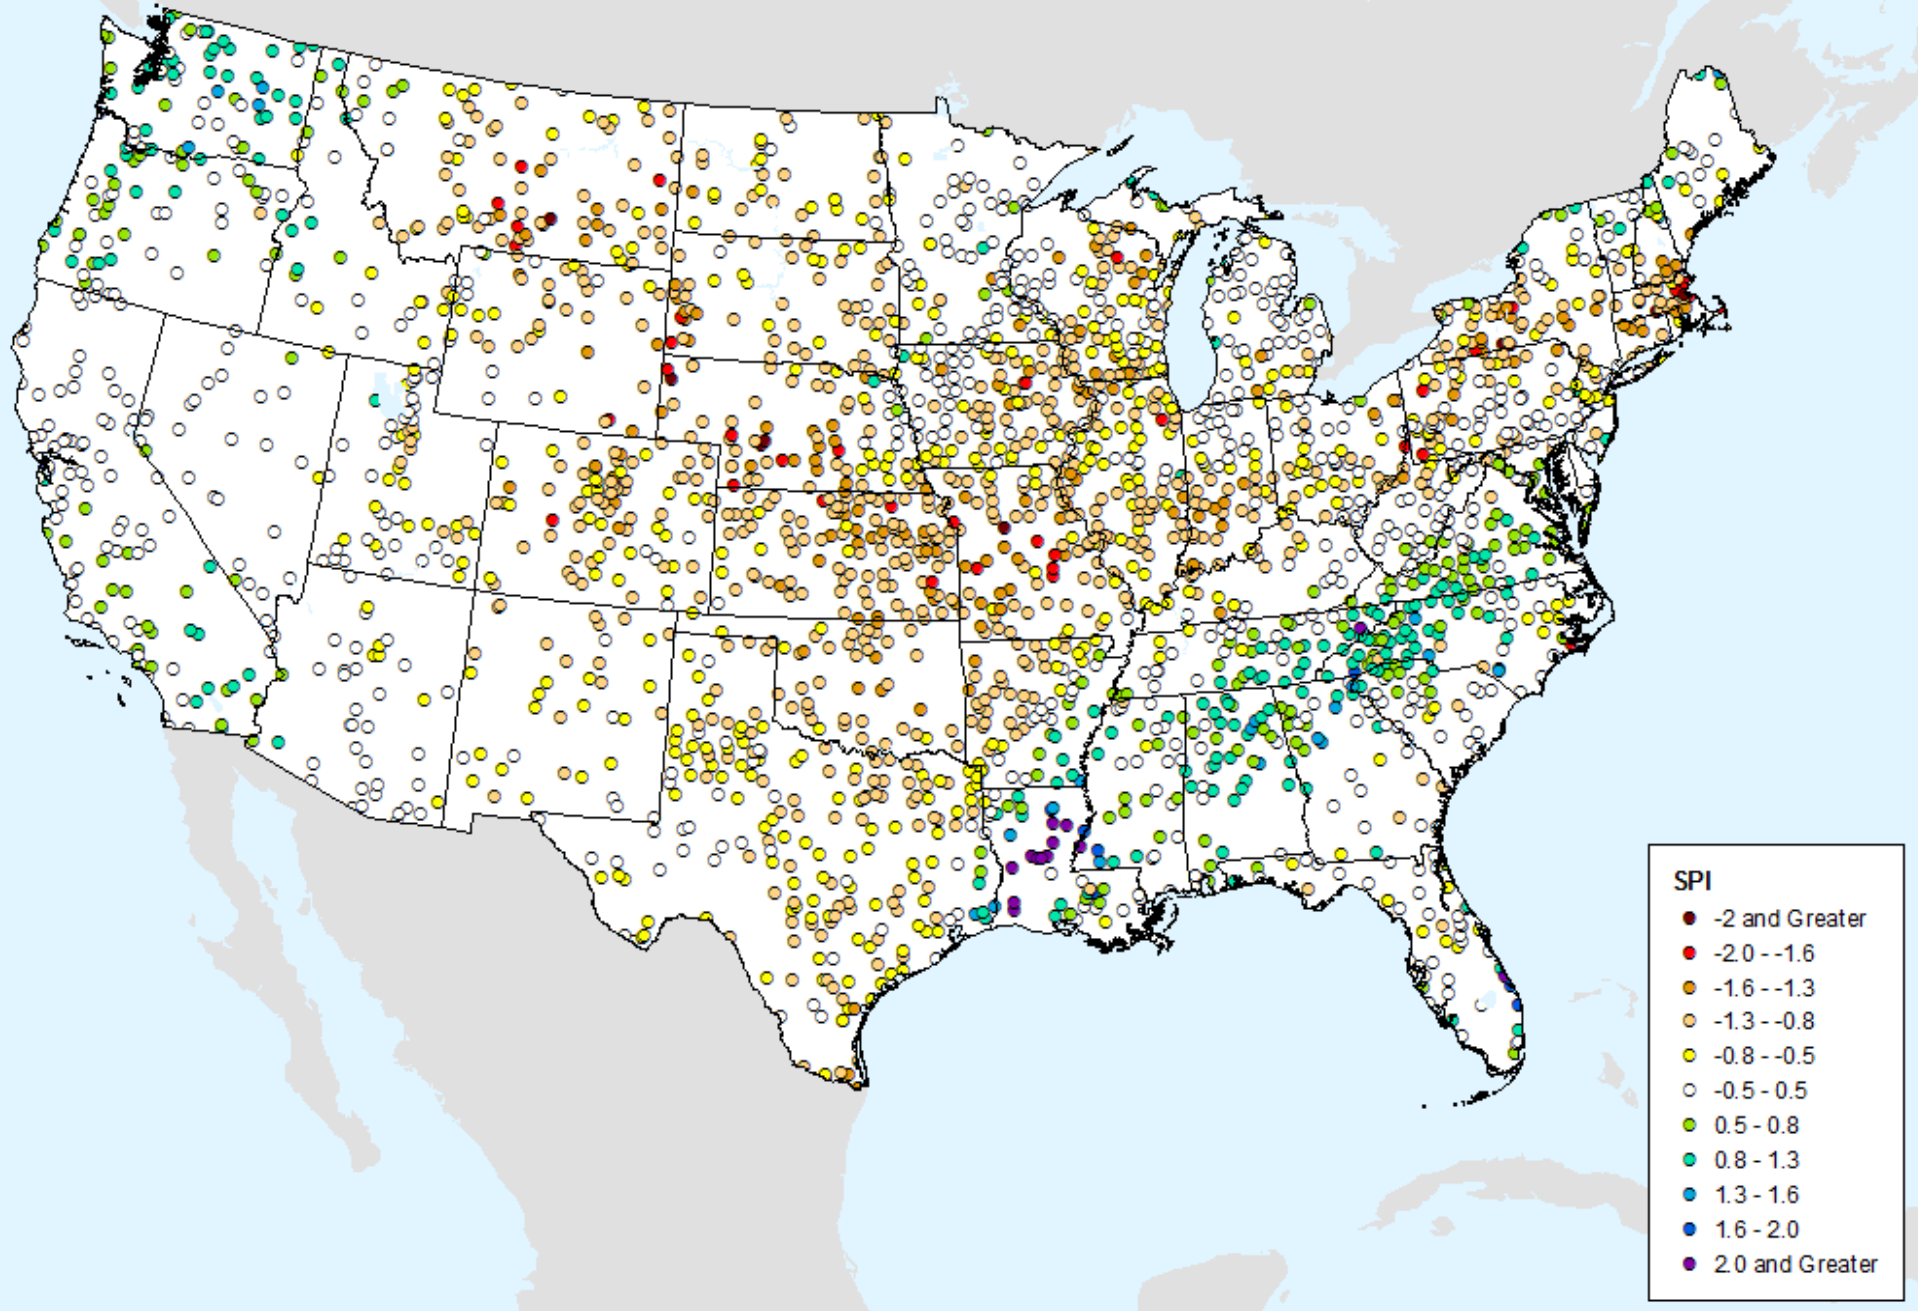 SPI
-2 and Greater
-2.0 - -1.6
-1.6 - -1.3
-1.3 - -0.8
-0.8 - -0.5
-0.5 - 0.5
0.5 - 0.8
0.8 - 1.3
1.3 - 1.6
1.6 - 2.0
2.0 and Greater